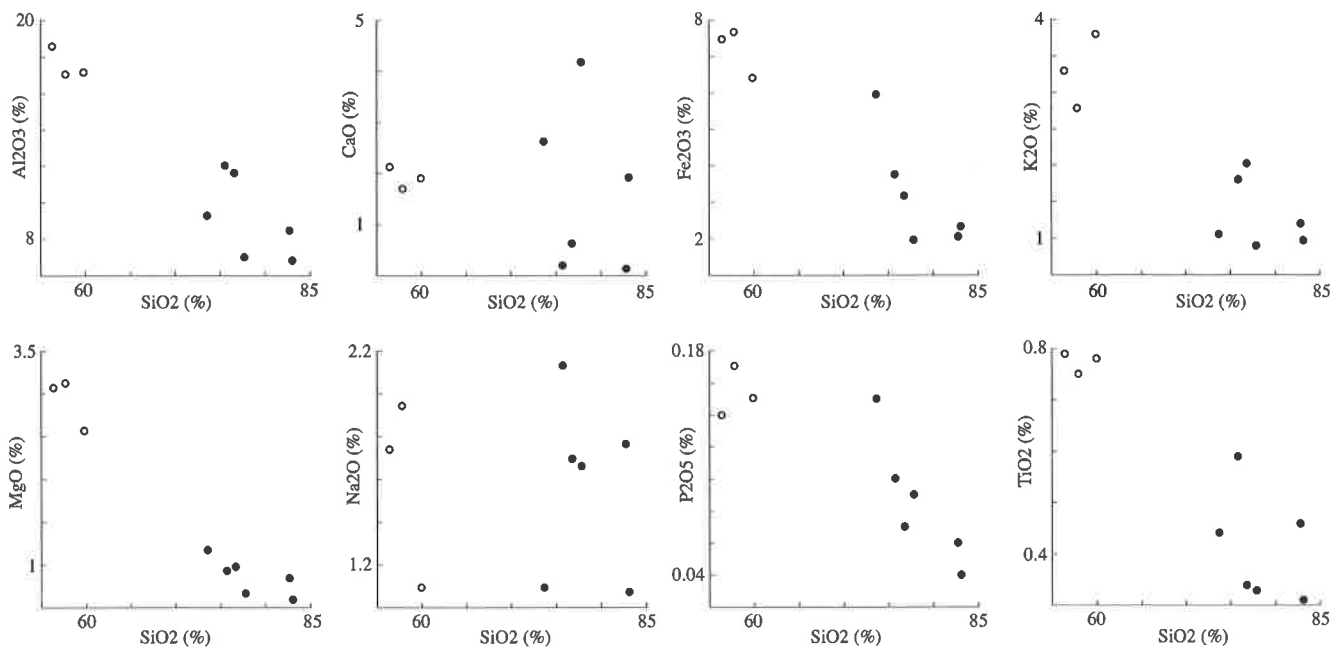 20
Al2O3 (%)
8
60
85
SiO2 (%)
5
CaO (%)
1
60
85
SiO2 (%)
8
Fe2O3 (%)
2
60
85
SiO2 (%)
4
K2O (%)
1
60
85
SiO2 (%)
3.5
MgO (%)
1
60
85
SiO2 (%)
2.2
Na2O (%)
1.2
60
85
SiO2 (%)
0.18
P2O5 (%)
0.04
60
85
SiO2 (%)
0.8
TiO2 (%)
0.4
60
85
SiO2 (%)